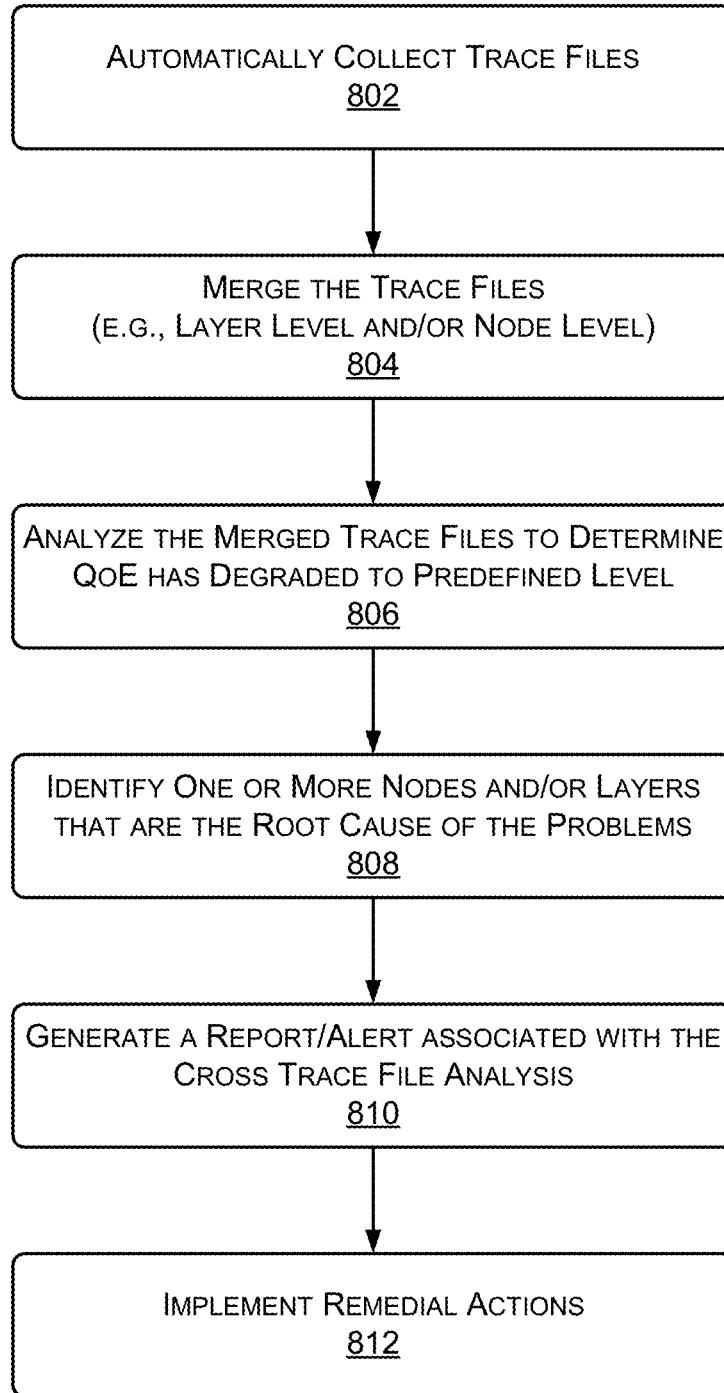 AUTOMATICALLY COLLECT TRACE FILES
802
MERGE THE TRACE FILES
(E.G., LAYER LEVEL AND/OR NODE LEVEL)
804
ANALYZE THE MERGED TRACE FILES TO DETERMINE
QOE HAS DEGRADED TO PREDEFINED LEVEL
806
IDENTIFY ONE OR MORE NODES AND/OR LAYERS
THAT ARE THE ROOT CAUSE OF THE PROBLEMS
808
GENERATE A REPORT/ALERT ASSOCIATED WITH THE
CROSS TRACE FILE ANALYSIS
810
IMPLEMENT REMEDIAL ACTIONS
812